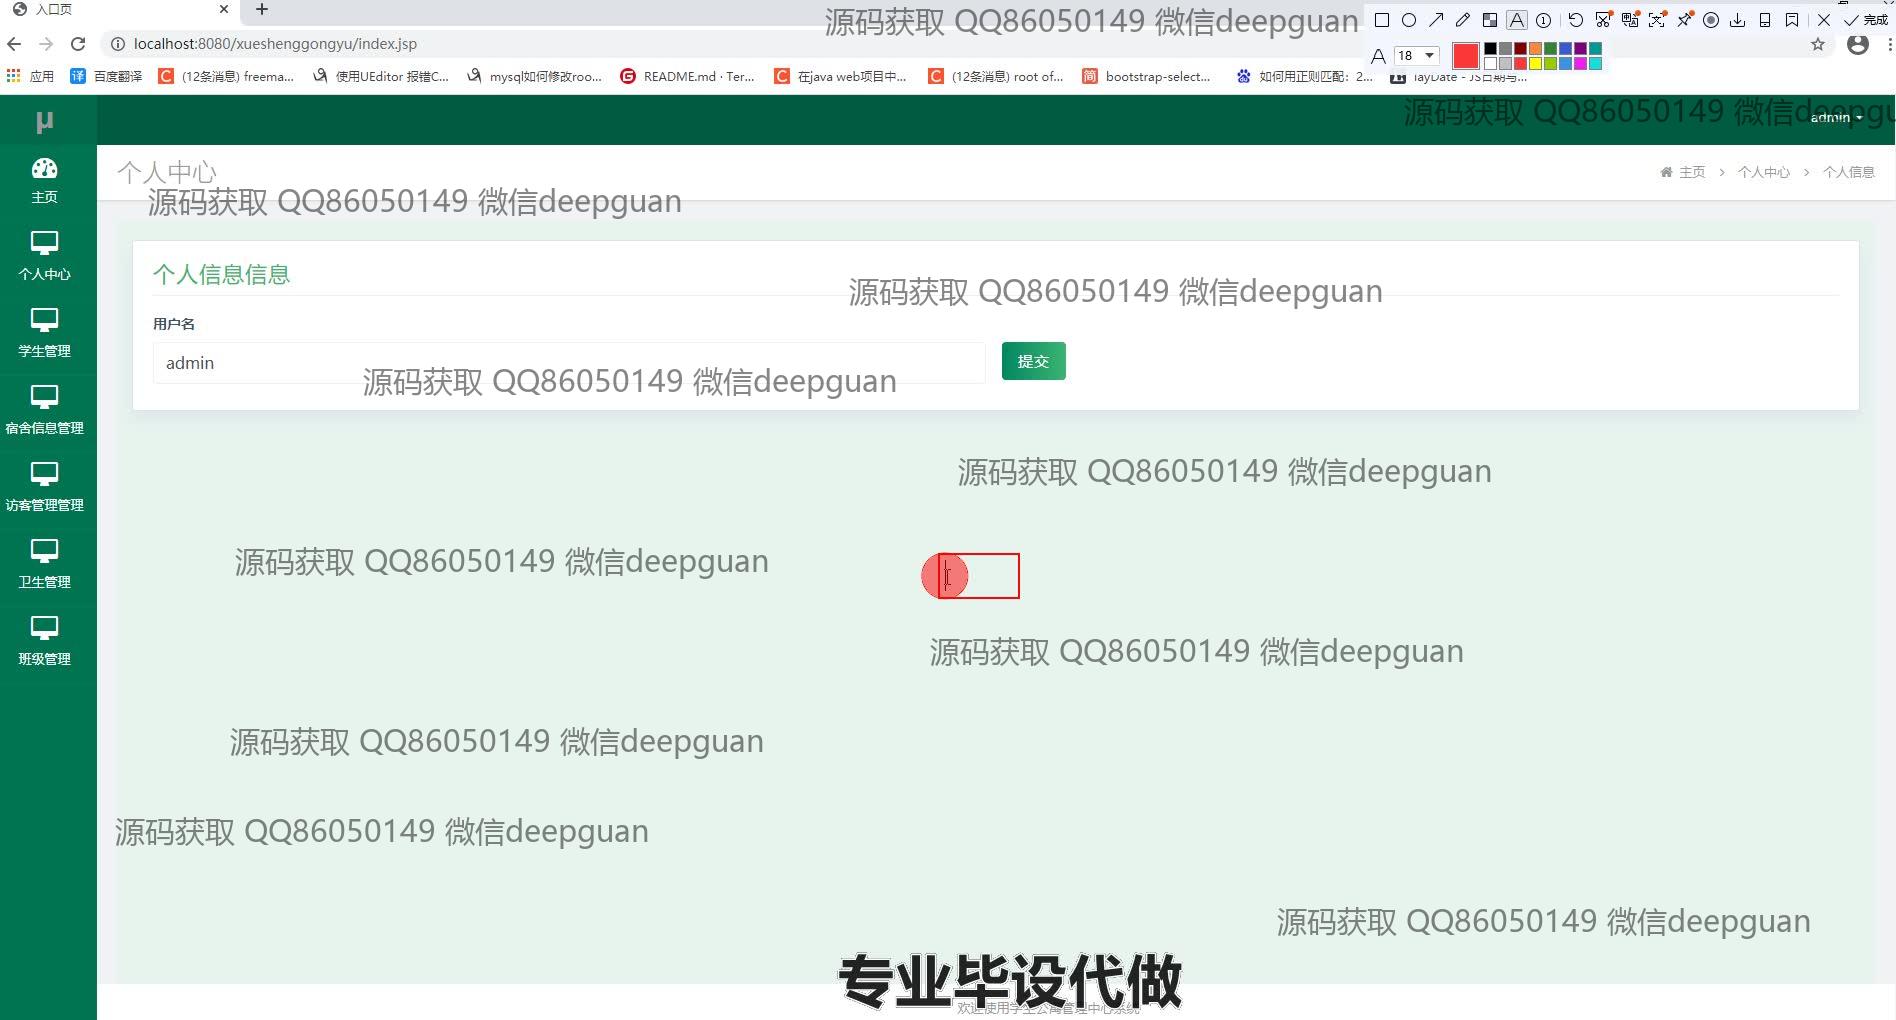 入口页
源码获取 QQ86050149 微信deepguan
完成
localhost:8080/xueshenggongyu/index.jsp
18
应用
百度翻译
(12条消息) freema...
使用UEditor 报错C...
mysql如何修改roo...
README.md · Ter...
在java web项目中...
(12条消息) root of...
bootstrap-select...
如何用正则匹配：2...
layDate - JS日期与...
µ
源码获取 QQ86050149 微信deepgu
admin
个人中心
主页 > 个人中心 > 个人信息
源码获取 QQ86050149 微信deepguan
主页
个人中心
学生管理
宿舍信息管理
访客管理管理
卫生管理
班级管理
个人信息信息
源码获取 QQ86050149 微信deepguan
用户名
admin
提交
源码获取 QQ86050149 微信deepguan
源码获取 QQ86050149 微信deepguan
源码获取 QQ86050149 微信deepguan
源码获取 QQ86050149 微信deepguan
源码获取 QQ86050149 微信deepguan
源码获取 QQ86050149 微信deepguan
源码获取 QQ86050149 微信deepguan
专业毕设代做
欢迎使用学生公寓管理中心系统